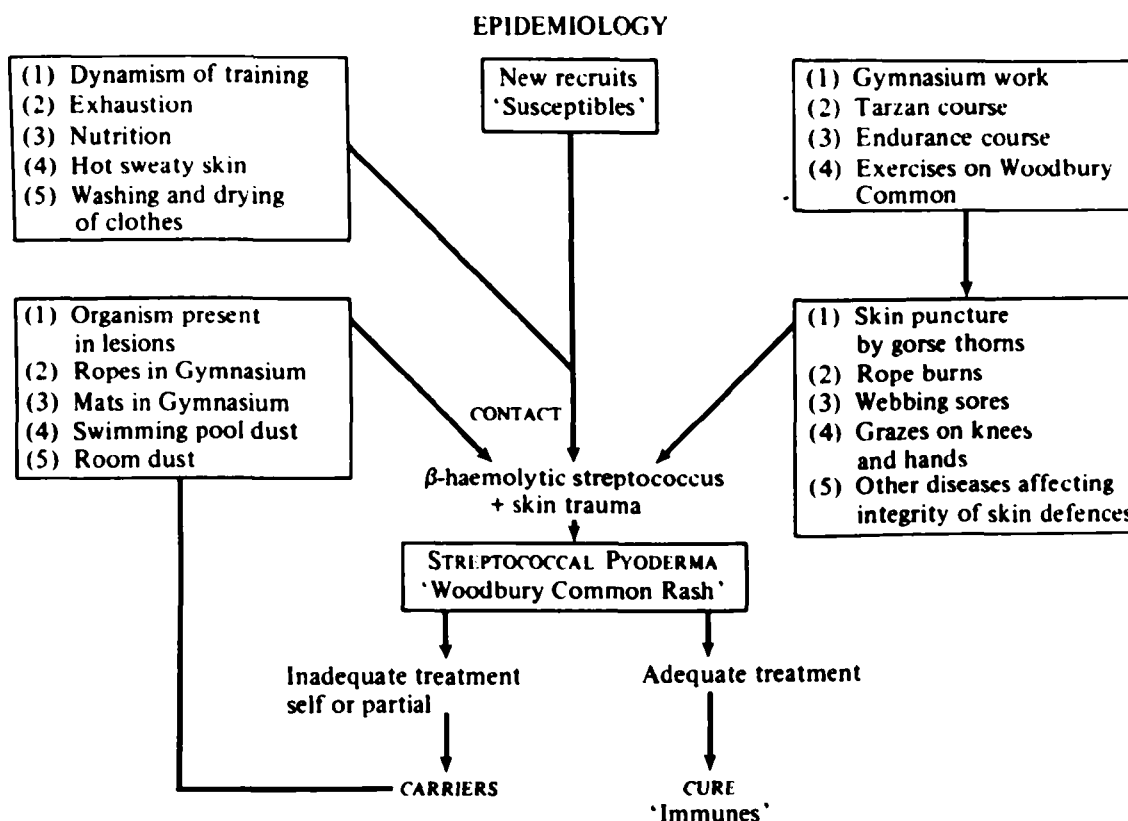 EPIDEMIOLOGY
(1) Dynamism of training
(2) Exhaustion
(3) Nutrition
(4) Hot sweaty skin
(5) Washing and drying
of clothes
New recruits
'Susceptibles'
(1) Gymnasium work
(2) Tarzan course
(3) Endurance course
(4) Exercises on Woodbury
Common
(1) Organism present
in lesions
(2) Ropes in Gymnasium
(3) Mats in Gymnasium
(4) Swimming pool dust
(5) Room dust
CONTACT
(1) Skin puncture
by gorse thorns
(2) Rope burns
(3) Webbing sores
(4) Grazes on knees
and hands
(5) Other diseases affecting
integrity of skin defences
β-haemolytic streptococcus
+ skin trauma
STREPTOCOCCAL PYODERMA
'Woodbury Common Rash'
Inadequate treatment
self or partial
Adequate treatment
CARRIERS
CURE
'Immunes'